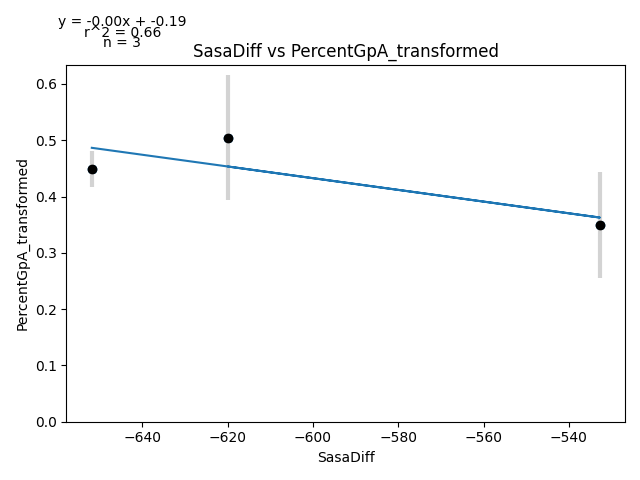 y = -0.00x + -0.19
r^2 = 0.66
n = 3
SasaDiff vs PercentGpA_transformed
0.6
0.5
0.4
0.3
0.2
0.1
0.0
PercentGpA_transformed
−640
−620
−600
−580
−560
−540
SasaDiff